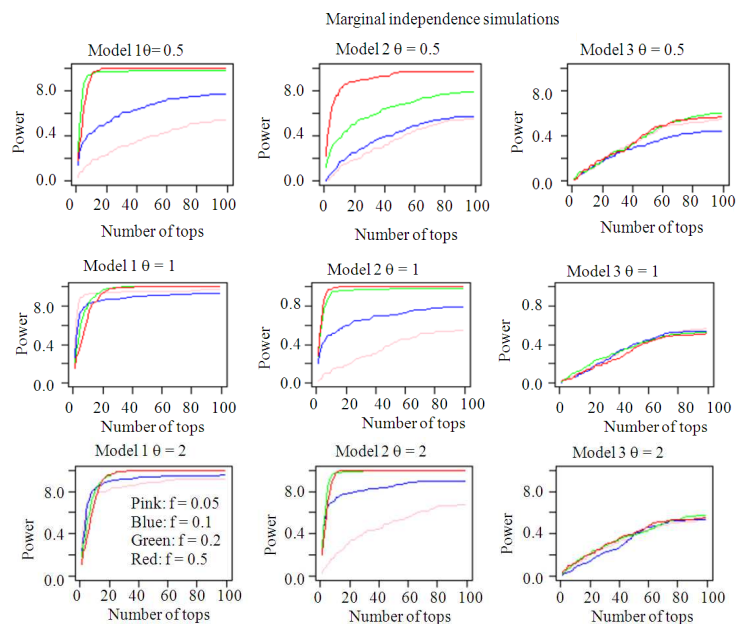 Marginal independence simulations
Model 1θ= 0.5
Model 2 θ = 0.5
Model 3 θ = 0.5
Power
8.0
0.4
0.0
0 20 40 60 80 100
Number of tops
Power
8.0
0.4
0.0
0 20 40 60 80 100
Number of tops
Power
8.0
0.4
0.0
0 20 40 60 80 100
Number of tops
Model 1 θ = 1
Model 2 θ = 1
Model 3 θ = 1
Power
8.0
0.4
0.0
0 20 40 60 80 100
Number of tops
Power
0.8
0.4
0.0
0 20 40 60 80 100
Number of tops
Power
0.8
0.4
0.0
0 20 40 60 80 100
Number of tops
Model 1 θ = 2
Model 2 θ = 2
Model 3 θ = 2
Power
8.0
0.4
0.0
Pink: f = 0.05
Blue: f = 0.1
Green: f = 0.2
Red: f = 0.5
0 20 40 60 80 100
Number of tops
Power
8.0
0.4
0.0
0 20 40 60 80 100
Number of tops
Power
8.0
0.4
0.0
0 20 40 60 80 100
Number of tops